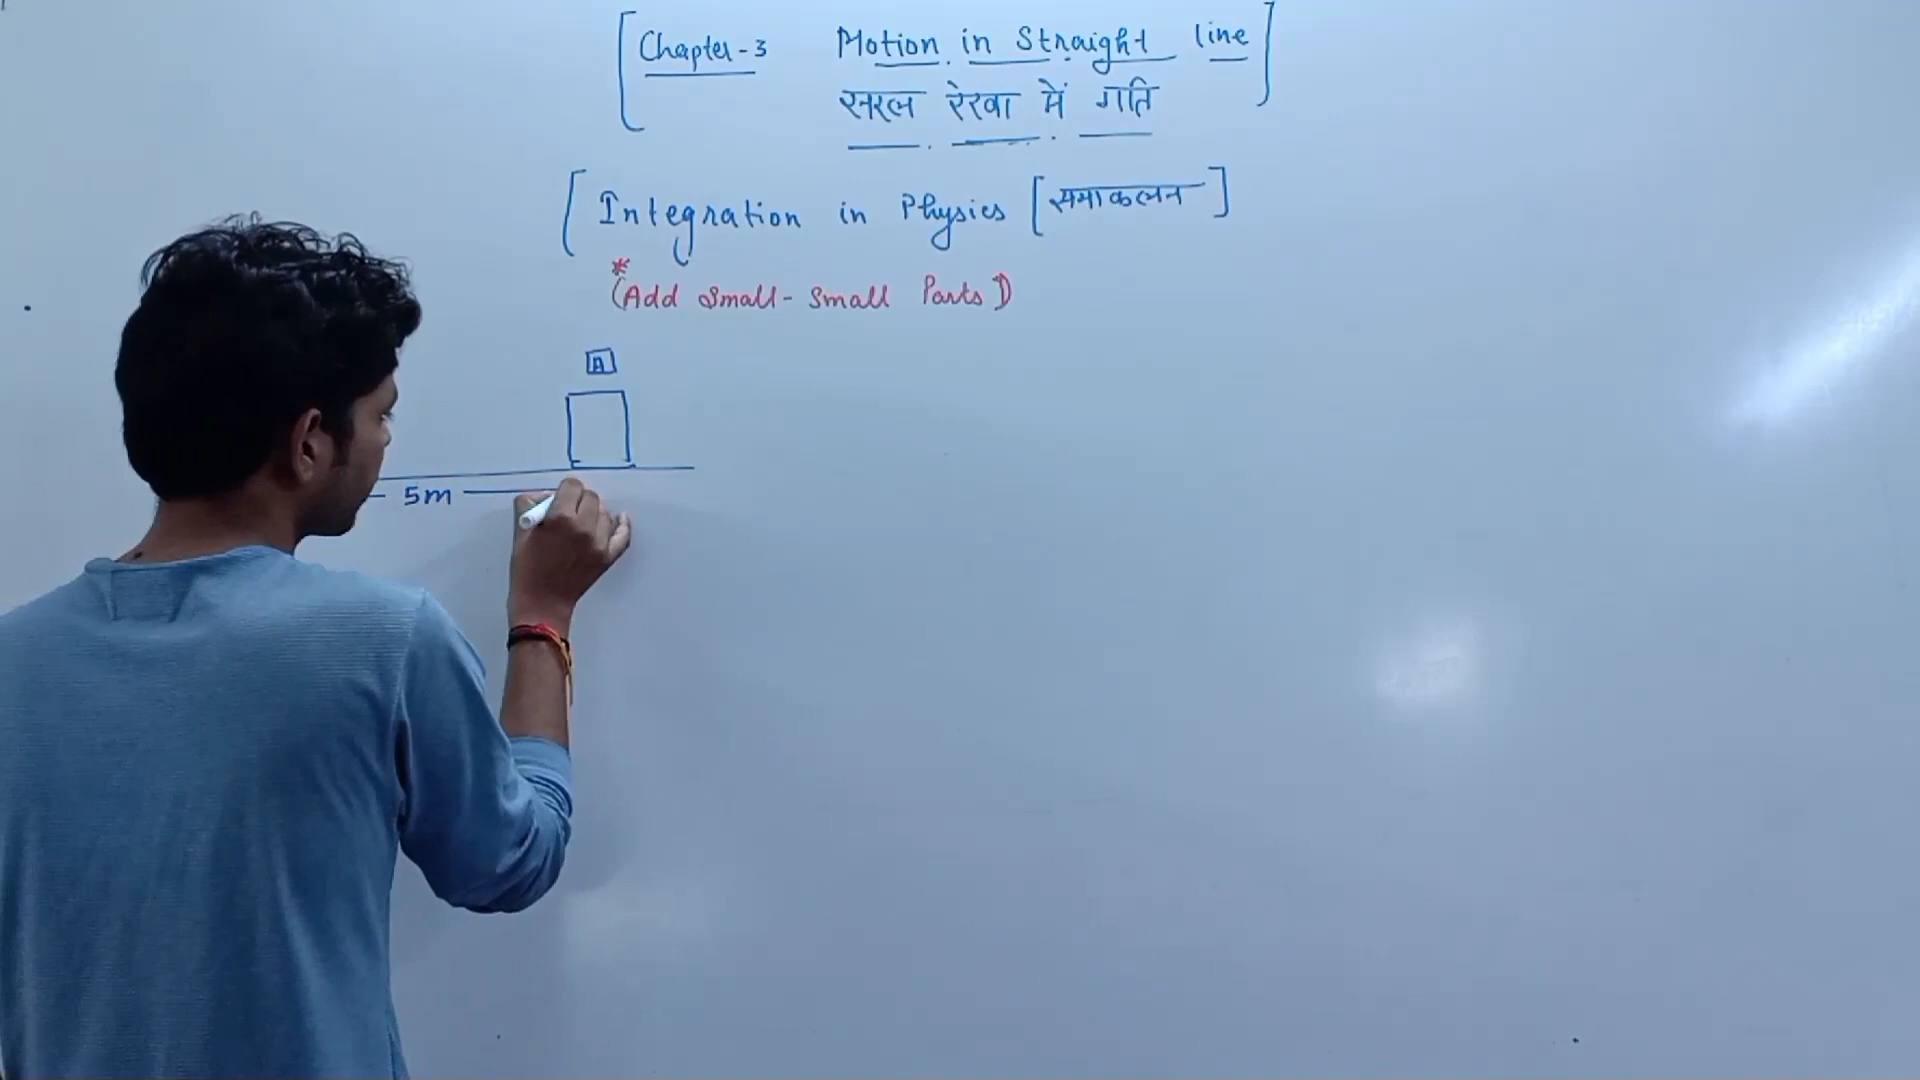 [Chapter-3 Motion in Straight line]
सरल रेखा में गति
[Integration in Physics [समाकलन]
*
(Add small-small Parts)
A
5m